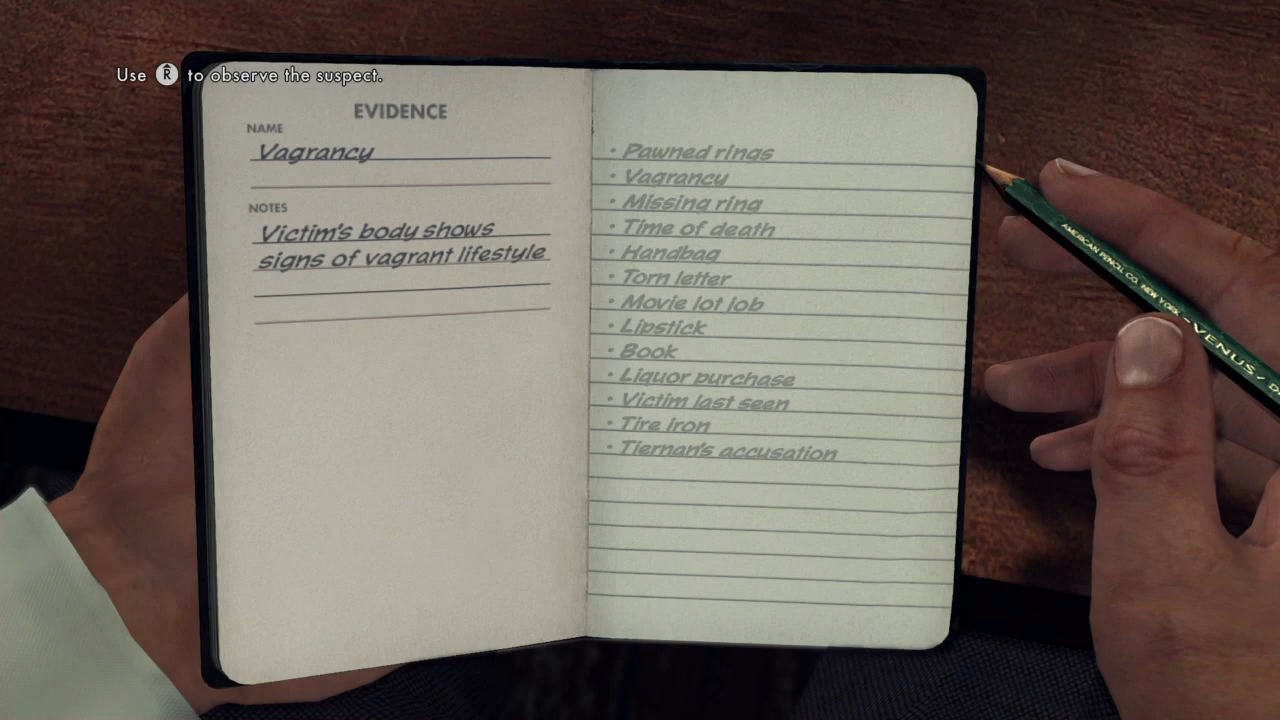 Use R to observe the suspect.
EVIDENCE
NAME
Vagrancy
NOTES
Victim's body shows
signs of vagrant lifestyle
• Pawned rings
• Vagrancy
• Missing ring
• Time of death
• Handbag
• Torn letter
• Movie lot job
• Lipstick
• Book
• Liquor purchase
• Victim last seen
• Tire iron
• Tiernan's accusation
AMERICAN PENCIL CO. NEW YORK
VENUS